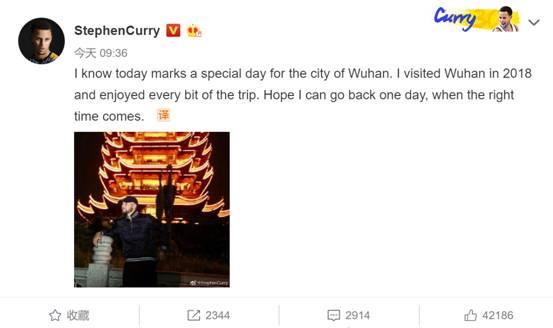 Curry30
StephenCurry
今天 09:36
I know today marks a special day for the city of Wuhan. I visited Wuhan in 2018
and enjoyed every bit of the trip. Hope I can go back one day, when the right
time comes. 译
@StephenCurry
收藏 2344 2914 42186